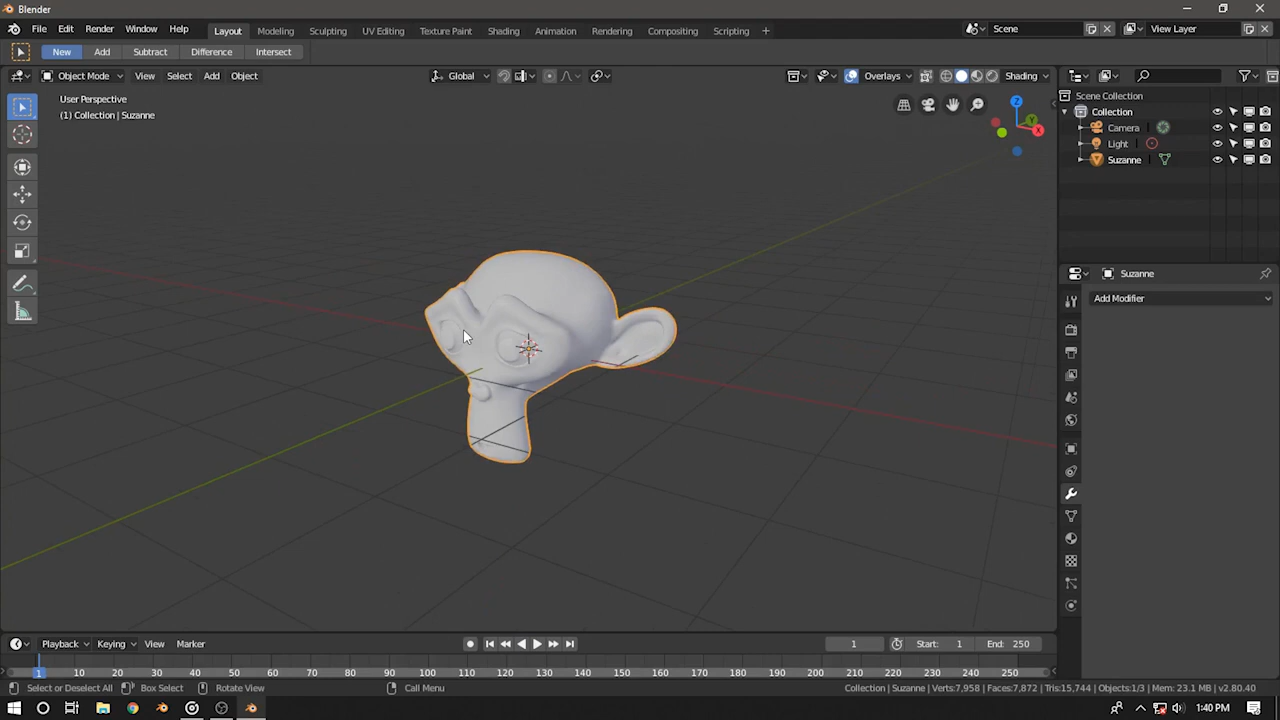 Blender
File Edit Render Window Help Layout Modeling Sculpting UV Editing Texture Paint Shading Animation Rendering Compositing Scripting + Scene View Layer
New Add Subtract Difference Intersect
Object Mode View Select Add Object Global Overlays Shading
User Perspective
(1) Collection | Suzanne
Z
Y
X
Scene Collection
Collection
Camera
Light
Suzanne
Suzanne
Add Modifier
Playback Keying View Marker 1 Start: 1 End: 250
1 10 20 30 40 50 60 70 80 90 100 110 120 130 140 150 160 170 180 190 200 210 220 230 240 250
Select or Deselect All Box Select Rotate View Call Menu Collection | Suzanne | Verts:7,958 | Faces:7,872 | Tris:15,744 | Objects:1/3 | Mem: 23.1 MB | v2.80.40
1:40 PM